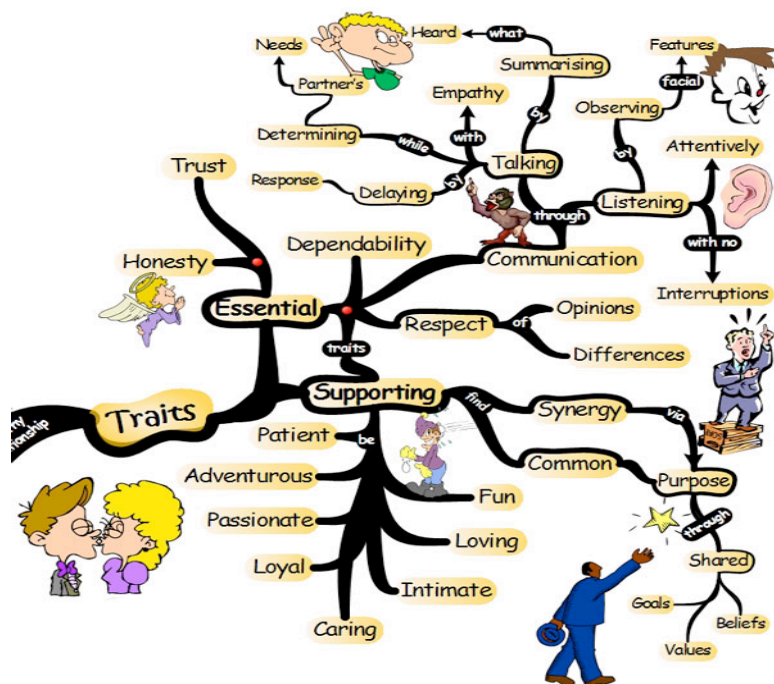 Needs
Heard
what
Features
Partner's
Summarising
facial
Empathy
Observing
Determining
while
with
by
Attentively
Trust
Talking
by
Response
Delaying
by
Listening
through
with no
Dependability
Honesty
Communication
Interruptions
Essential
Opinions
Respect
of
traits
Differences
Supporting
find
Synergy
via
Traits
Patient
be
Common
Purpose
Adventurous
Fun
Passionate
through
Loving
Shared
Loyal
Intimate
Goals
Beliefs
Caring
Values